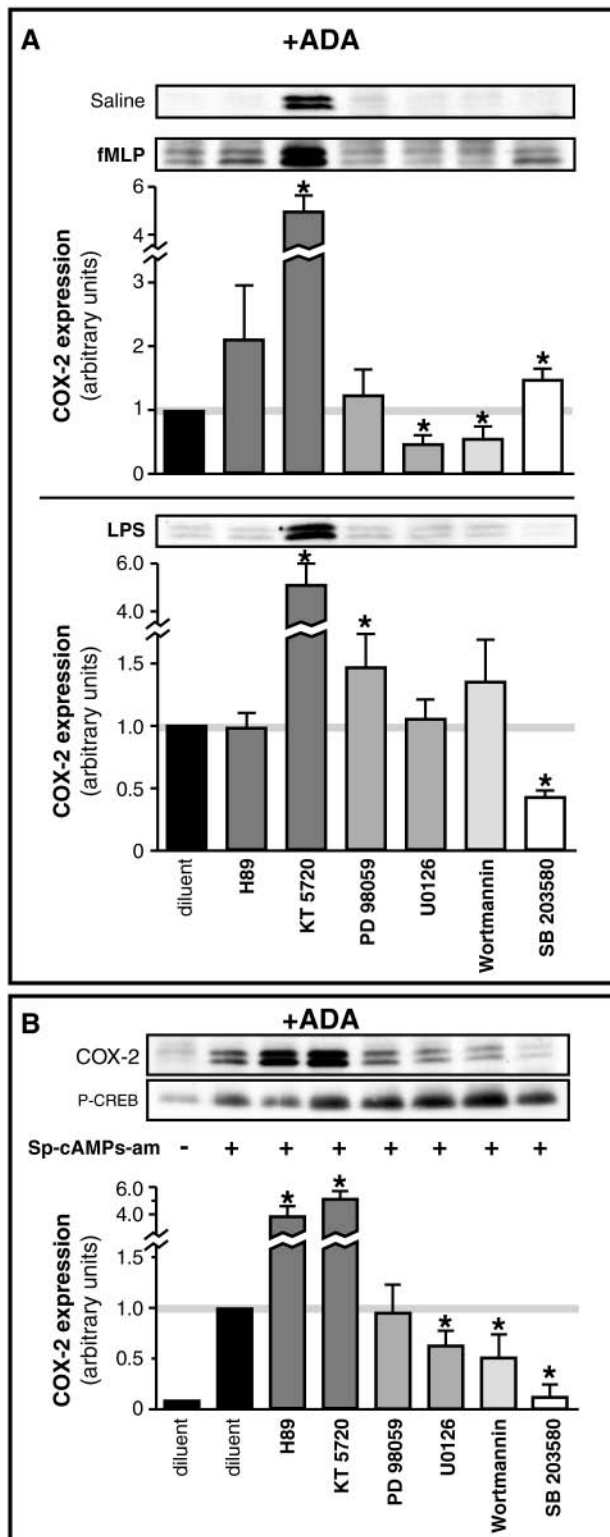 A
+ADA
Saline
fMLP
COX-2 expression
(arbitrary units)
6
4
3
2
1
0
*
*
*
*
LPS
COX-2 expression
(arbitrary units)
6.0
4.0
1.5
1.0
0.5
0
*
*
*
diluent
H89
KT 5720
PD 98059
U0126
Wortmannin
SB 203580
B
+ADA
COX-2
P-CREB
Sp-cAMPs-am - + + + + + + +
COX-2 expression
(arbitrary units)
6.0
4.0
1.5
1.0
0.5
0
*
*
*
*
*
diluent
diluent
H89
KT 5720
PD 98059
U0126
Wortmannin
SB 203580